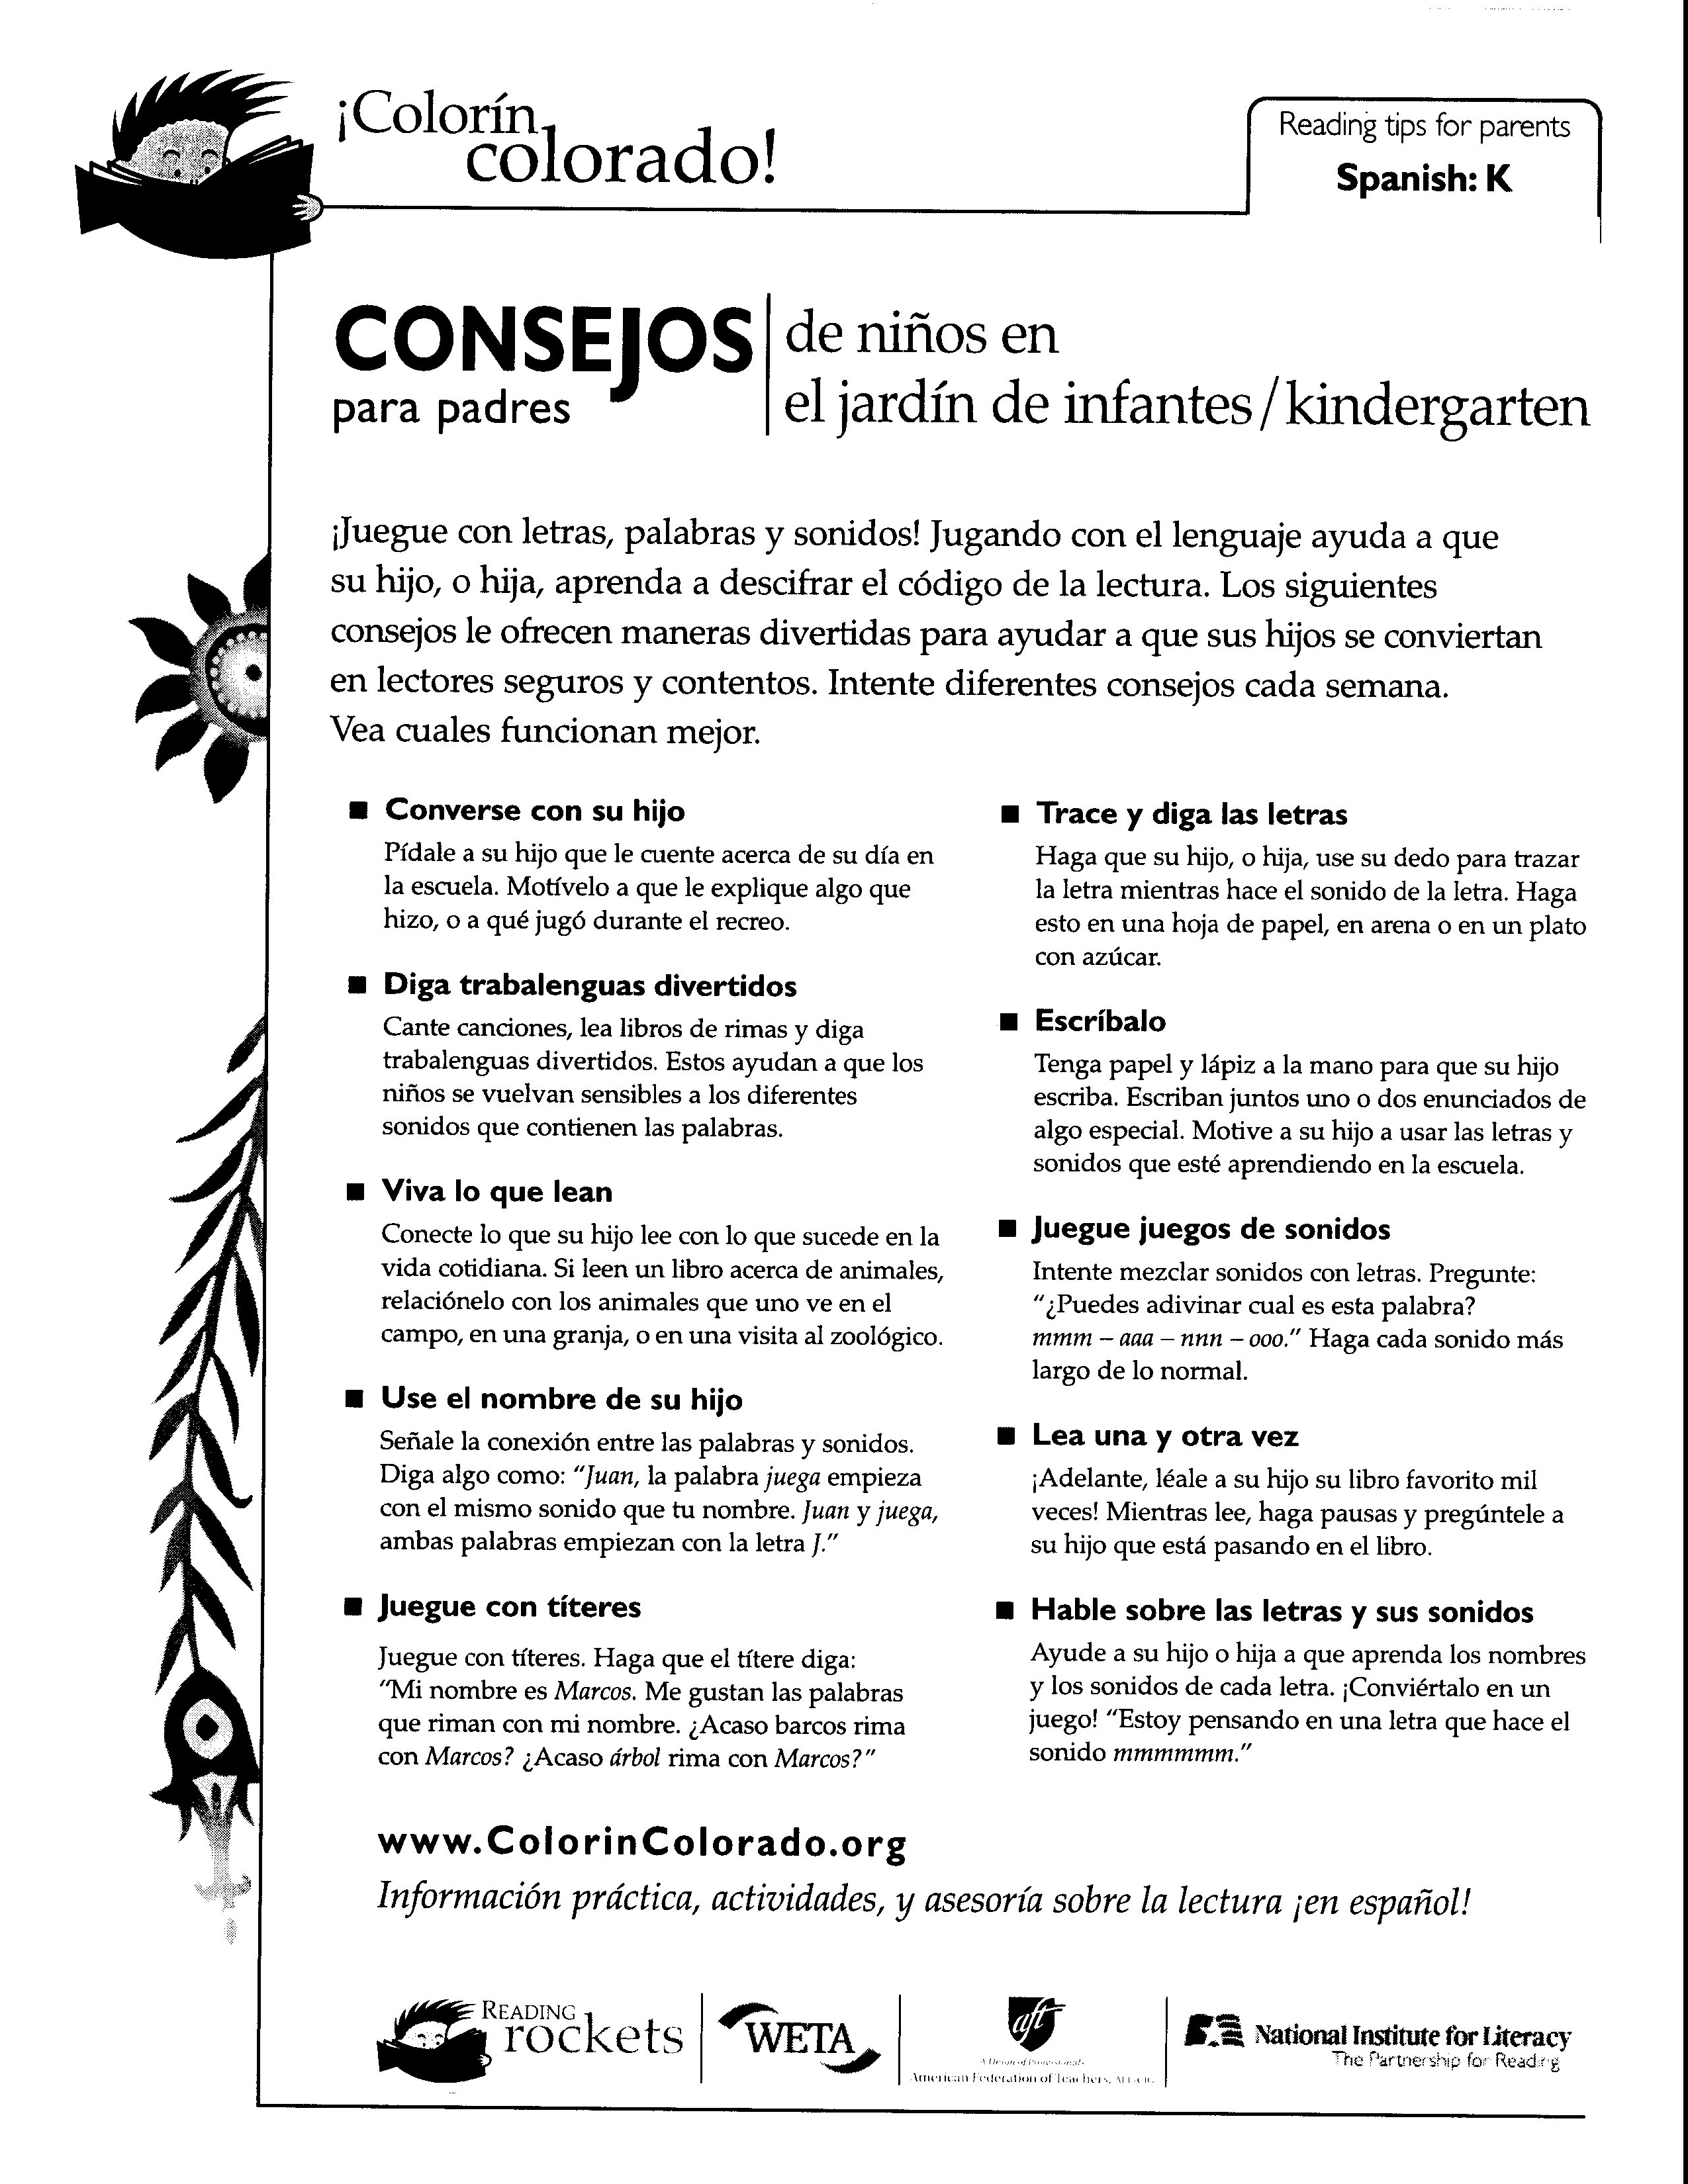 ¡Colorín
colorado!
Reading tips for parents
Spanish: K
CONSEJOS
para padres
de niños en
el jardín de infantes/kindergarten
¡Juegue con letras, palabras y sonidos! Jugando con el lenguaje ayuda a que
su hijo, o hija, aprenda a descifrar el código de la lectura. Los siguientes
consejos le ofrecen maneras divertidas para ayudar a que sus hijos se conviertan
en lectores seguros y contentos. Intente diferentes consejos cada semana.
Vea cuales funcionan mejor.
■ Converse con su hijo
Pídale a su hijo que le cuente acerca de su día en
la escuela. Motívelo a que le explique algo que
hizo, o a qué jugó durante el recreo.
■ Diga trabalenguas divertidos
Cante canciones, lea libros de rimas y diga
trabalenguas divertidos. Estos ayudan a que los
niños se vuelvan sensibles a los diferentes
sonidos que contienen las palabras.
■ Viva lo que lean
Conecte lo que su hijo lee con lo que sucede en la
vida cotidiana. Si leen un libro acerca de animales,
relaciónelo con los animales que uno ve en el
campo, en una granja, o en una visita al zoológico.
■ Use el nombre de su hijo
Señale la conexión entre las palabras y sonidos.
Diga algo como: "Juan, la palabra juega empieza
con el mismo sonido que tu nombre. Juan y juega,
ambas palabras empiezan con la letra J."
■ Juegue con títeres
Juegue con títeres. Haga que el títere diga:
"Mi nombre es Marcos. Me gustan las palabras
que riman con mi nombre. ¿Acaso barcos rima
con Marcos? ¿Acaso árbol rima con Marcos?"
■ Trace y diga las letras
Haga que su hijo, o hija, use su dedo para trazar
la letra mientras hace el sonido de la letra. Haga
esto en una hoja de papel, en arena o en un plato
con azúcar.
■ Escríbalo
Tenga papel y lápiz a la mano para que su hijo
escriba. Escriban juntos uno o dos enunciados de
algo especial. Motive a su hijo a usar las letras y
sonidos que esté aprendiendo en la escuela.
■ Juegue juegos de sonidos
Intente mezclar sonidos con letras. Pregunte:
"¿Puedes adivinar cual es esta palabra?
mmm – aaa – nnn – ooo." Haga cada sonido más
largo de lo normal.
■ Lea una y otra vez
¡Adelante, léale a su hijo su libro favorito mil
veces! Mientras lee, haga pausas y pregúntele a
su hijo que está pasando en el libro.
■ Hable sobre las letras y sus sonidos
Ayude a su hijo o hija a que aprenda los nombres
y los sonidos de cada letra. ¡Conviértalo en un
juego! "Estoy pensando en una letra que hace el
sonido mmmmmm."
www.ColorinColorado.org
Información práctica, actividades, y asesoría sobre la lectura ¡en español!
READING
rockets
WETA
aft
A Union of Professionals
American Federation of Teachers, AFL-CIO
National Institute for Literacy
The Partnership for Reading